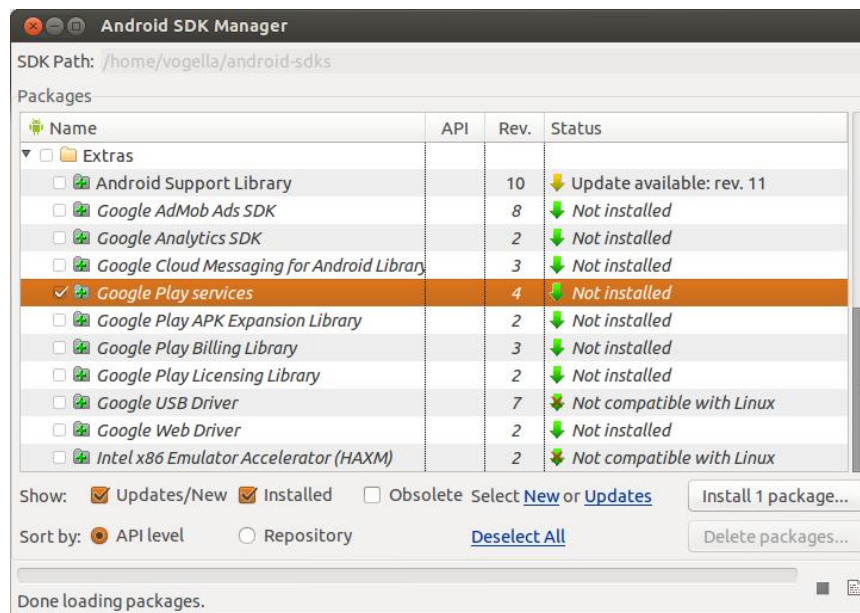 Android SDK Manager
SDK Path: /home/vogella/android-sdks
Packages
Name API Rev. Status
Extras
Android Support Library 10 Update available: rev. 11
Google AdMob Ads SDK 8 Not installed
Google Analytics SDK 2 Not installed
Google Cloud Messaging for Android Library 3 Not installed
Google Play services 4 Not installed
Google Play APK Expansion Library 2 Not installed
Google Play Billing Library 3 Not installed
Google Play Licensing Library 2 Not installed
Google USB Driver 7 Not compatible with Linux
Google Web Driver 2 Not installed
Intel x86 Emulator Accelerator (HAXM) 2 Not compatible with Linux
Show: Updates/New Installed Obsolete Select New or Updates Install 1 package...
Sort by: API level Repository Deselect All Delete packages...
Done loading packages.